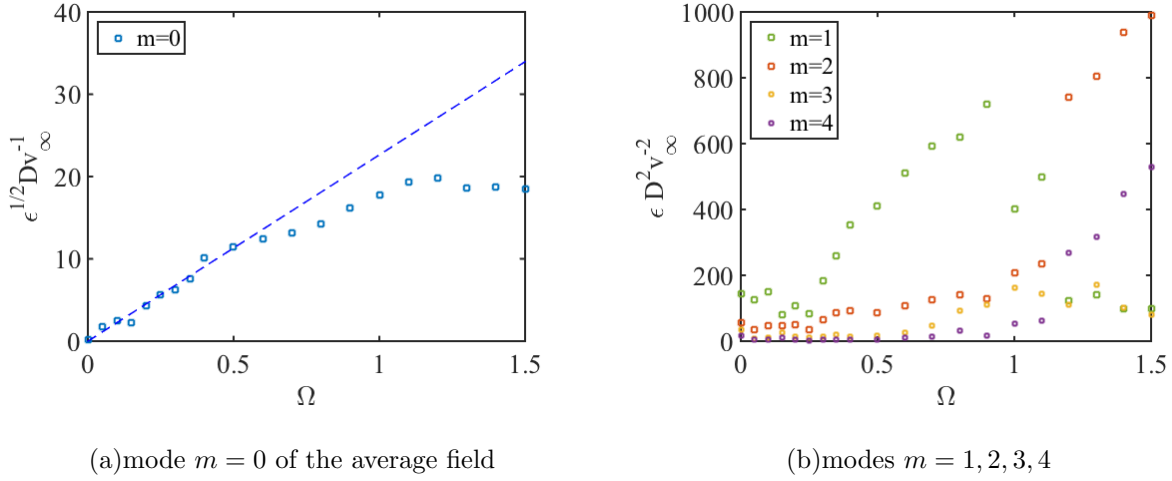 40
30
20
10
0
0
0.5
1
1.5
m=0
ϵ^{1/2}Dv_∞^{-1}
Ω
(a)mode m = 0 of the average field
1000
800
600
400
200
0
0
0.5
1
1.5
m=1
m=2
m=3
m=4
ϵ D^2v_∞^{-2}
Ω
(b)modes m = 1, 2, 3, 4